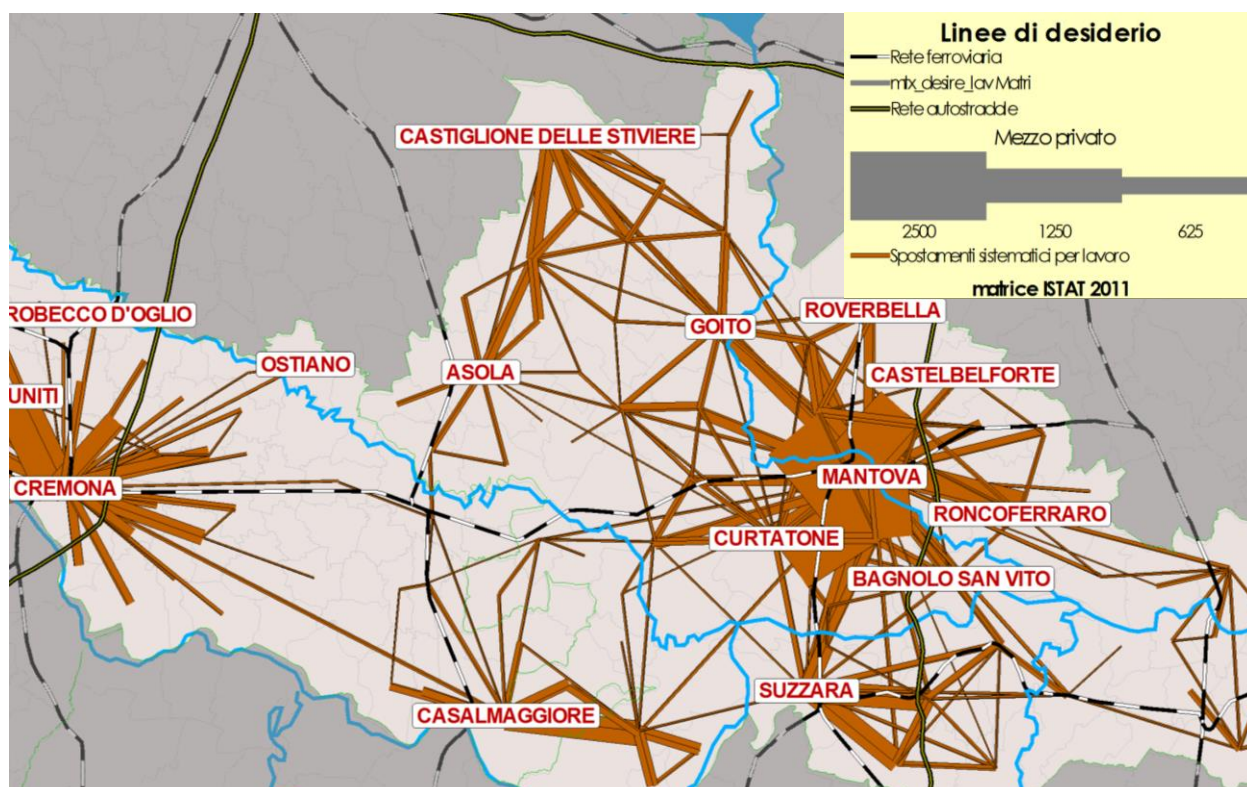 Linee di desiderio
Rete ferroviaria
mtx_desire_lav Matri
Rete autostradale
Mezzo privato
2500 1250 625
Spostamenti sistematici per lavoro
matrice ISTAT 2011
CASTIGLIONE DELLE STIVIERE
ROBECCO D'OGLIO
GOITO
ROVERBELLA
OSTIANO
ASOLA
CASTELBELFORTE
UNITI
CREMONA
MANTOVA
RONCOFERRARO
CURTATONE
BAGNOLO SAN VITO
SUZZARA
CASALMAGGIORE